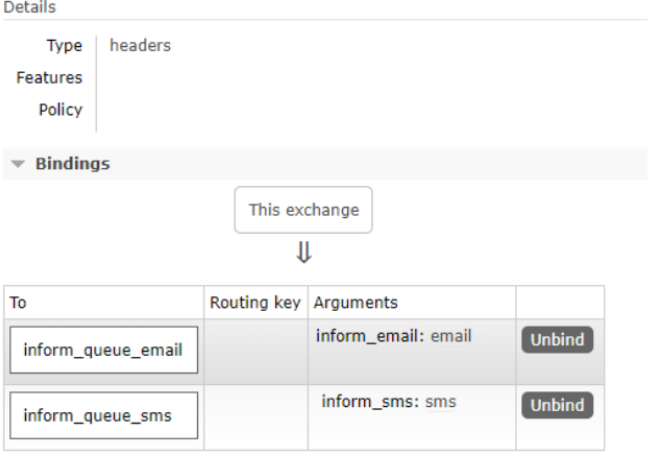 Details
Type headers
Features
Policy
Bindings
This exchange
To Routing key Arguments
inform_queue_email inform_email: email Unbind
inform_queue_sms inform_sms: sms Unbind